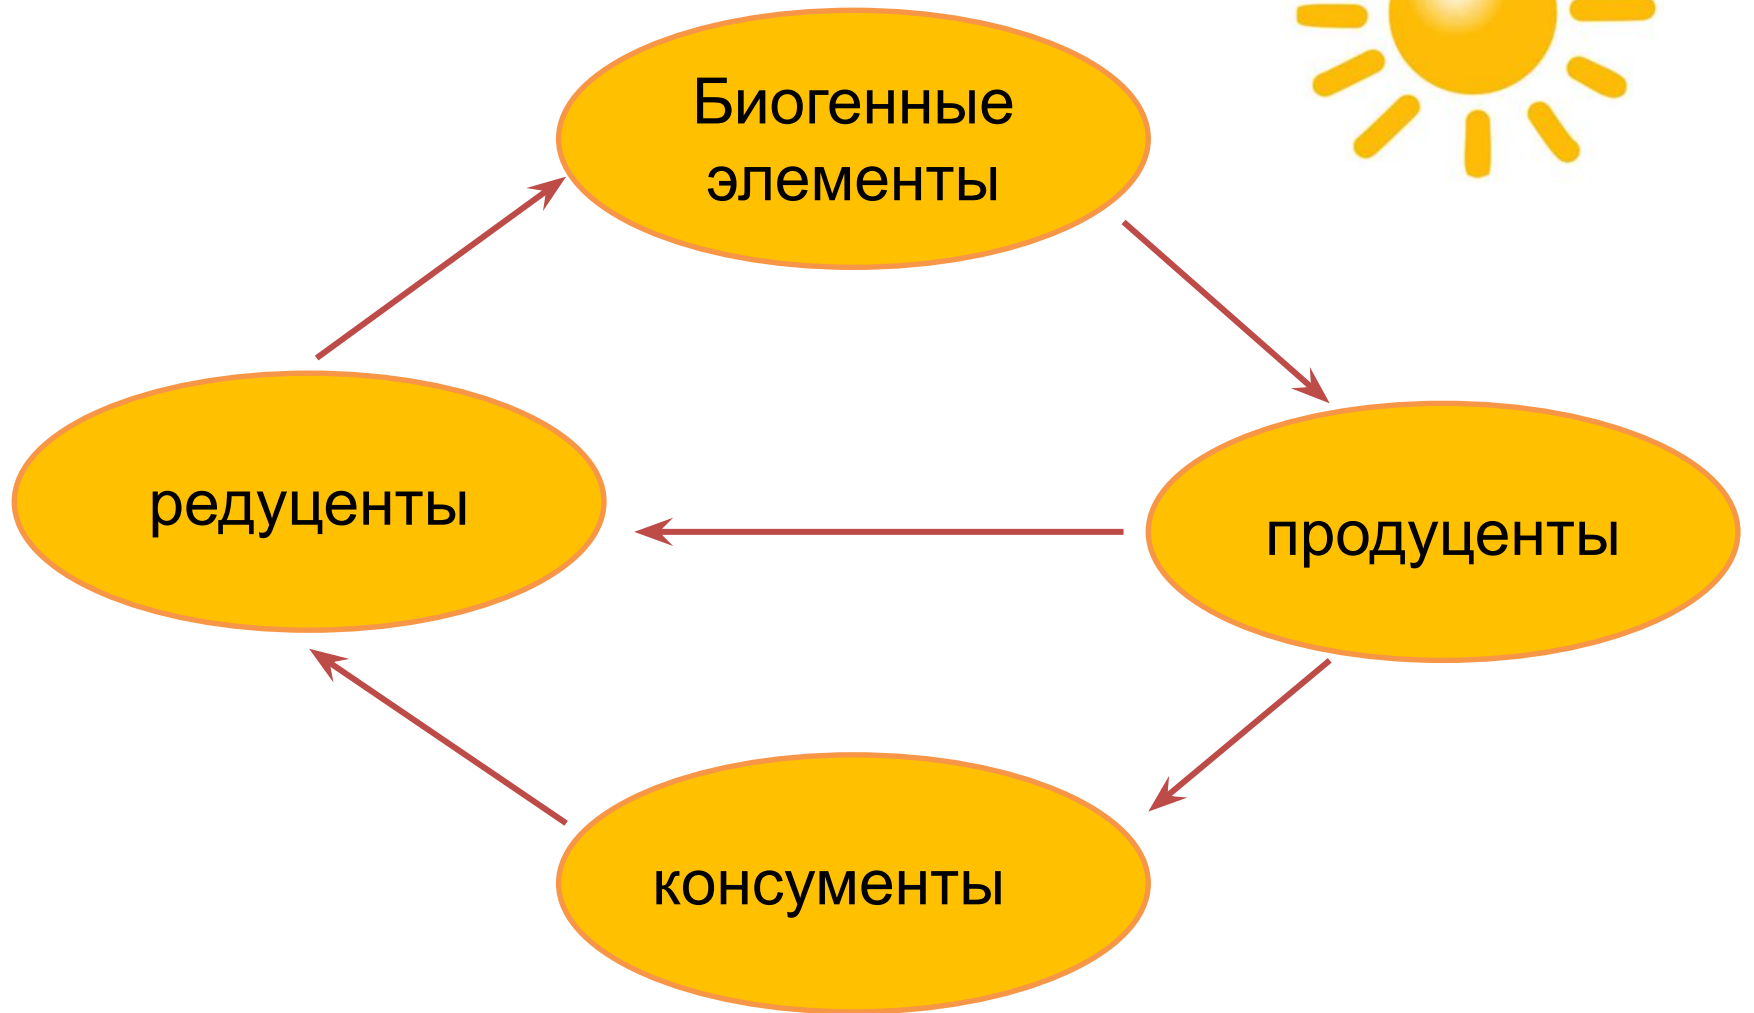 Биогенные
элементы
редуценты
продуценты
консументы